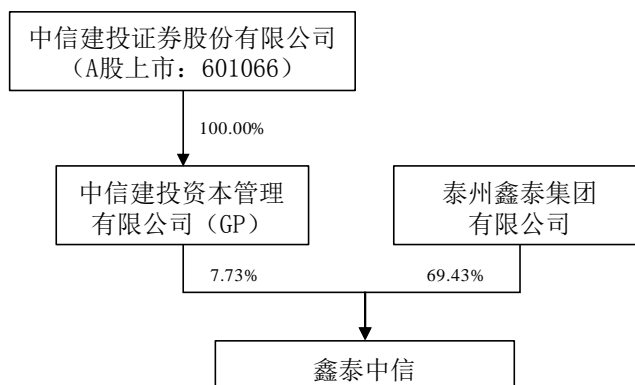 中信建投证券股份有限公司
（A股上市：601066）
100.00%
中信建投资本管理
有限公司（GP）
泰州鑫泰集团
有限公司
7.73%
69.43%
鑫泰中信